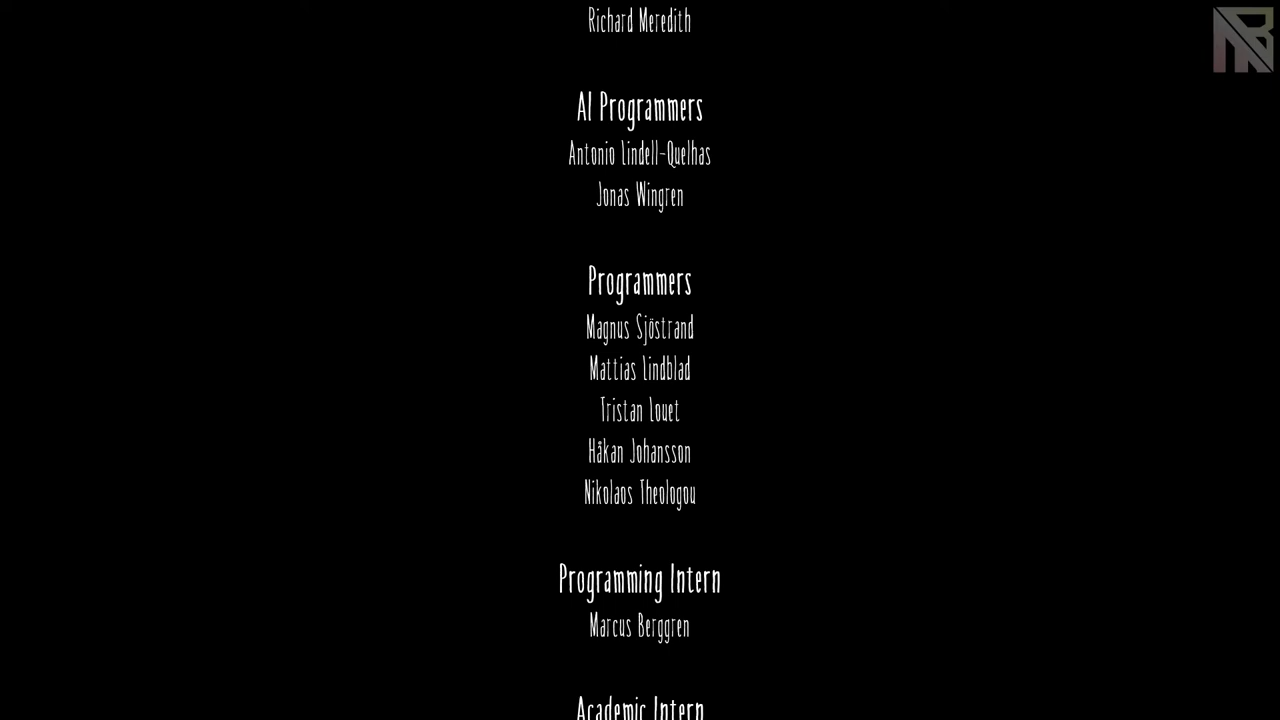 Richard Meredith
AI Programmers
Antonio Lindell-Quelhas
Jonas Wingren
Programmers
Magnus Sjöstrand
Mattias Lindblad
Tristan Louet
Håkan Johansson
Nikolaos Theologou
Programming Intern
Marcus Berggren
Academic Intern